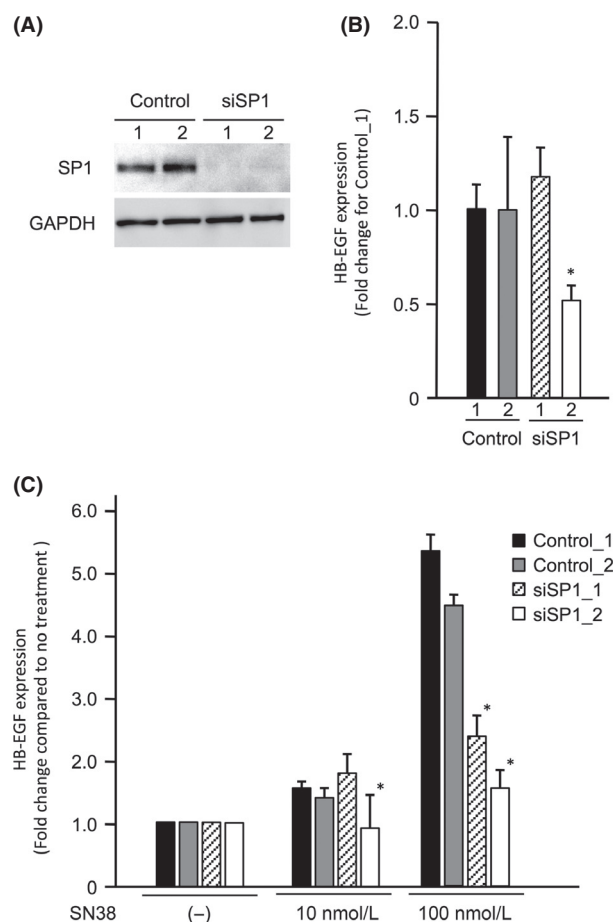 (A)
Control siSP1
1 2 1 2
SP1
GAPDH
(B)
HB-EGF expression
(Fold change for Control_1)
2.0
1.5
1.0
0.5
0
*
1 2 1 2
Control siSP1
(C)
HB-EGF expression
(Fold change compared to no treatment )
6.0
5.0
4.0
3.0
2.0
1.0
0
Control_1
Control_2
siSP1_1
siSP1_2
*
*
*
SN38 (–) 10 nmol/L 100 nmol/L